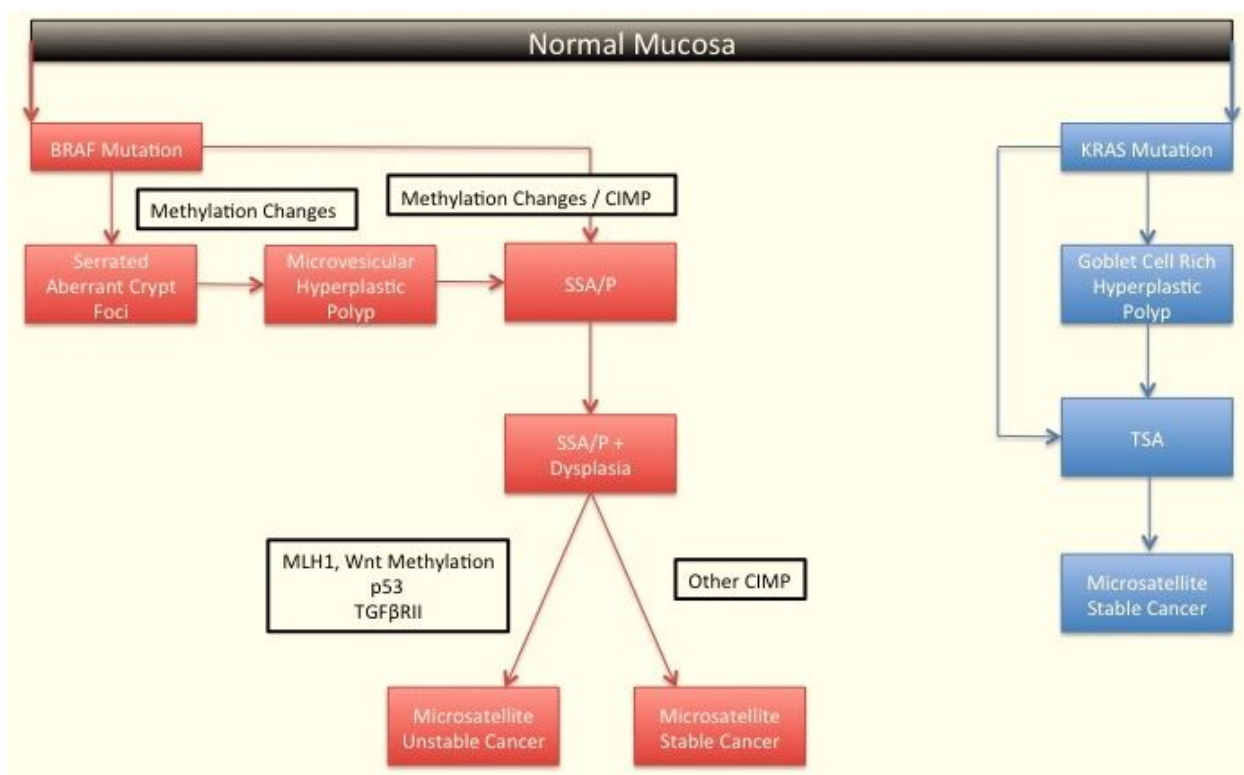 Normal Mucosa
BRAF Mutation
KRAS Mutation
Methylation Changes
Methylation Changes / CIMP
Serrated
Aberrant Crypt
Foci
Microvesicular
Hyperplastic
Polyp
SSA/P
Goblet Cell Rich
Hyperplastic
Polyp
SSA/P +
Dysplasia
TSA
MLH1, Wnt Methylation
p53
TGFβRII
Other CIMP
Microsatellite
Stable Cancer
Microsatellite
Unstable Cancer
Microsatellite
Stable Cancer